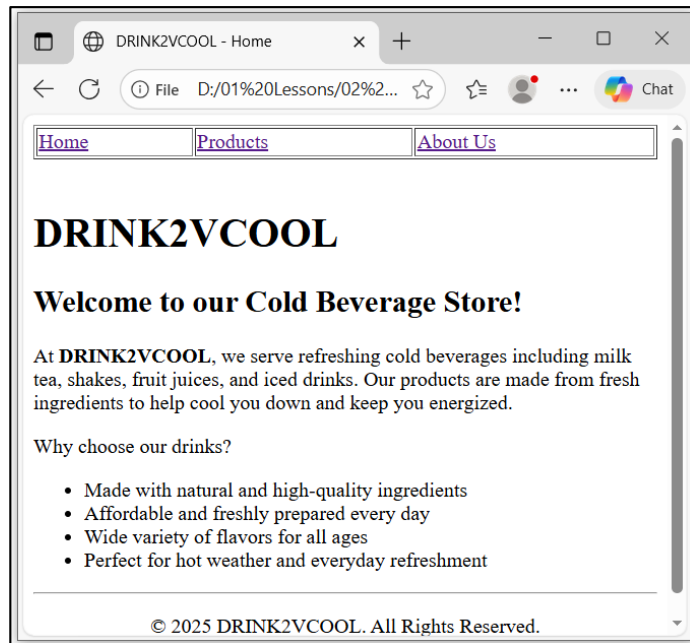 DRINK2VCOOL - Home
File D:/01%20Lessons/02%2... Chat
Home Products About Us
DRINK2VCOOL
Welcome to our Cold Beverage Store!
At DRINK2VCOOL, we serve refreshing cold beverages including milk
tea, shakes, fruit juices, and iced drinks. Our products are made from fresh
ingredients to help cool you down and keep you energized.
Why choose our drinks?
• Made with natural and high-quality ingredients
• Affordable and freshly prepared every day
• Wide variety of flavors for all ages
• Perfect for hot weather and everyday refreshment
© 2025 DRINK2VCOOL. All Rights Reserved.